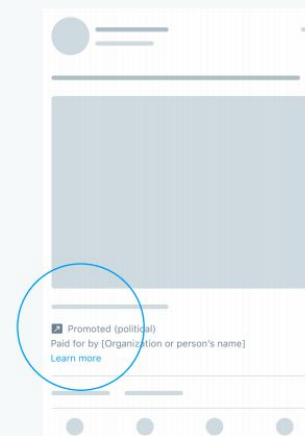 Promoted (political)
Paid for by [Organization or person's name]
Learn more